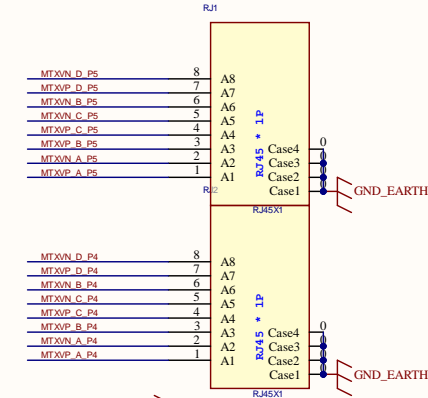 RJ1
MTXVN_D_P5 8 A8
MTXVP_D_P5 7 A7
MTXVN_B_P5 6 A6
MTXVN_C_P5 5 A5
MTXVP_C_P5 4 A4
MTXVP_B_P5 3 A3 Case4 0
MTXVN_A_P5 2 A2 Case3
MTXVP_A_P5 1 A1 Case2
Case1 GND_EARTH
RJ45 * 1P
RJ2
RJ45X1
MTXVN_D_P4 8 A8
MTXVP_D_P4 7 A7
MTXVN_B_P4 6 A6
MTXVN_C_P4 5 A5
MTXVP_C_P4 4 A4
MTXVP_B_P4 3 A3 Case4 0
MTXVN_A_P4 2 A2 Case3
MTXVP_A_P4 1 A1 Case2
Case1 GND_EARTH
RJ45 * 1P
RJ45X1